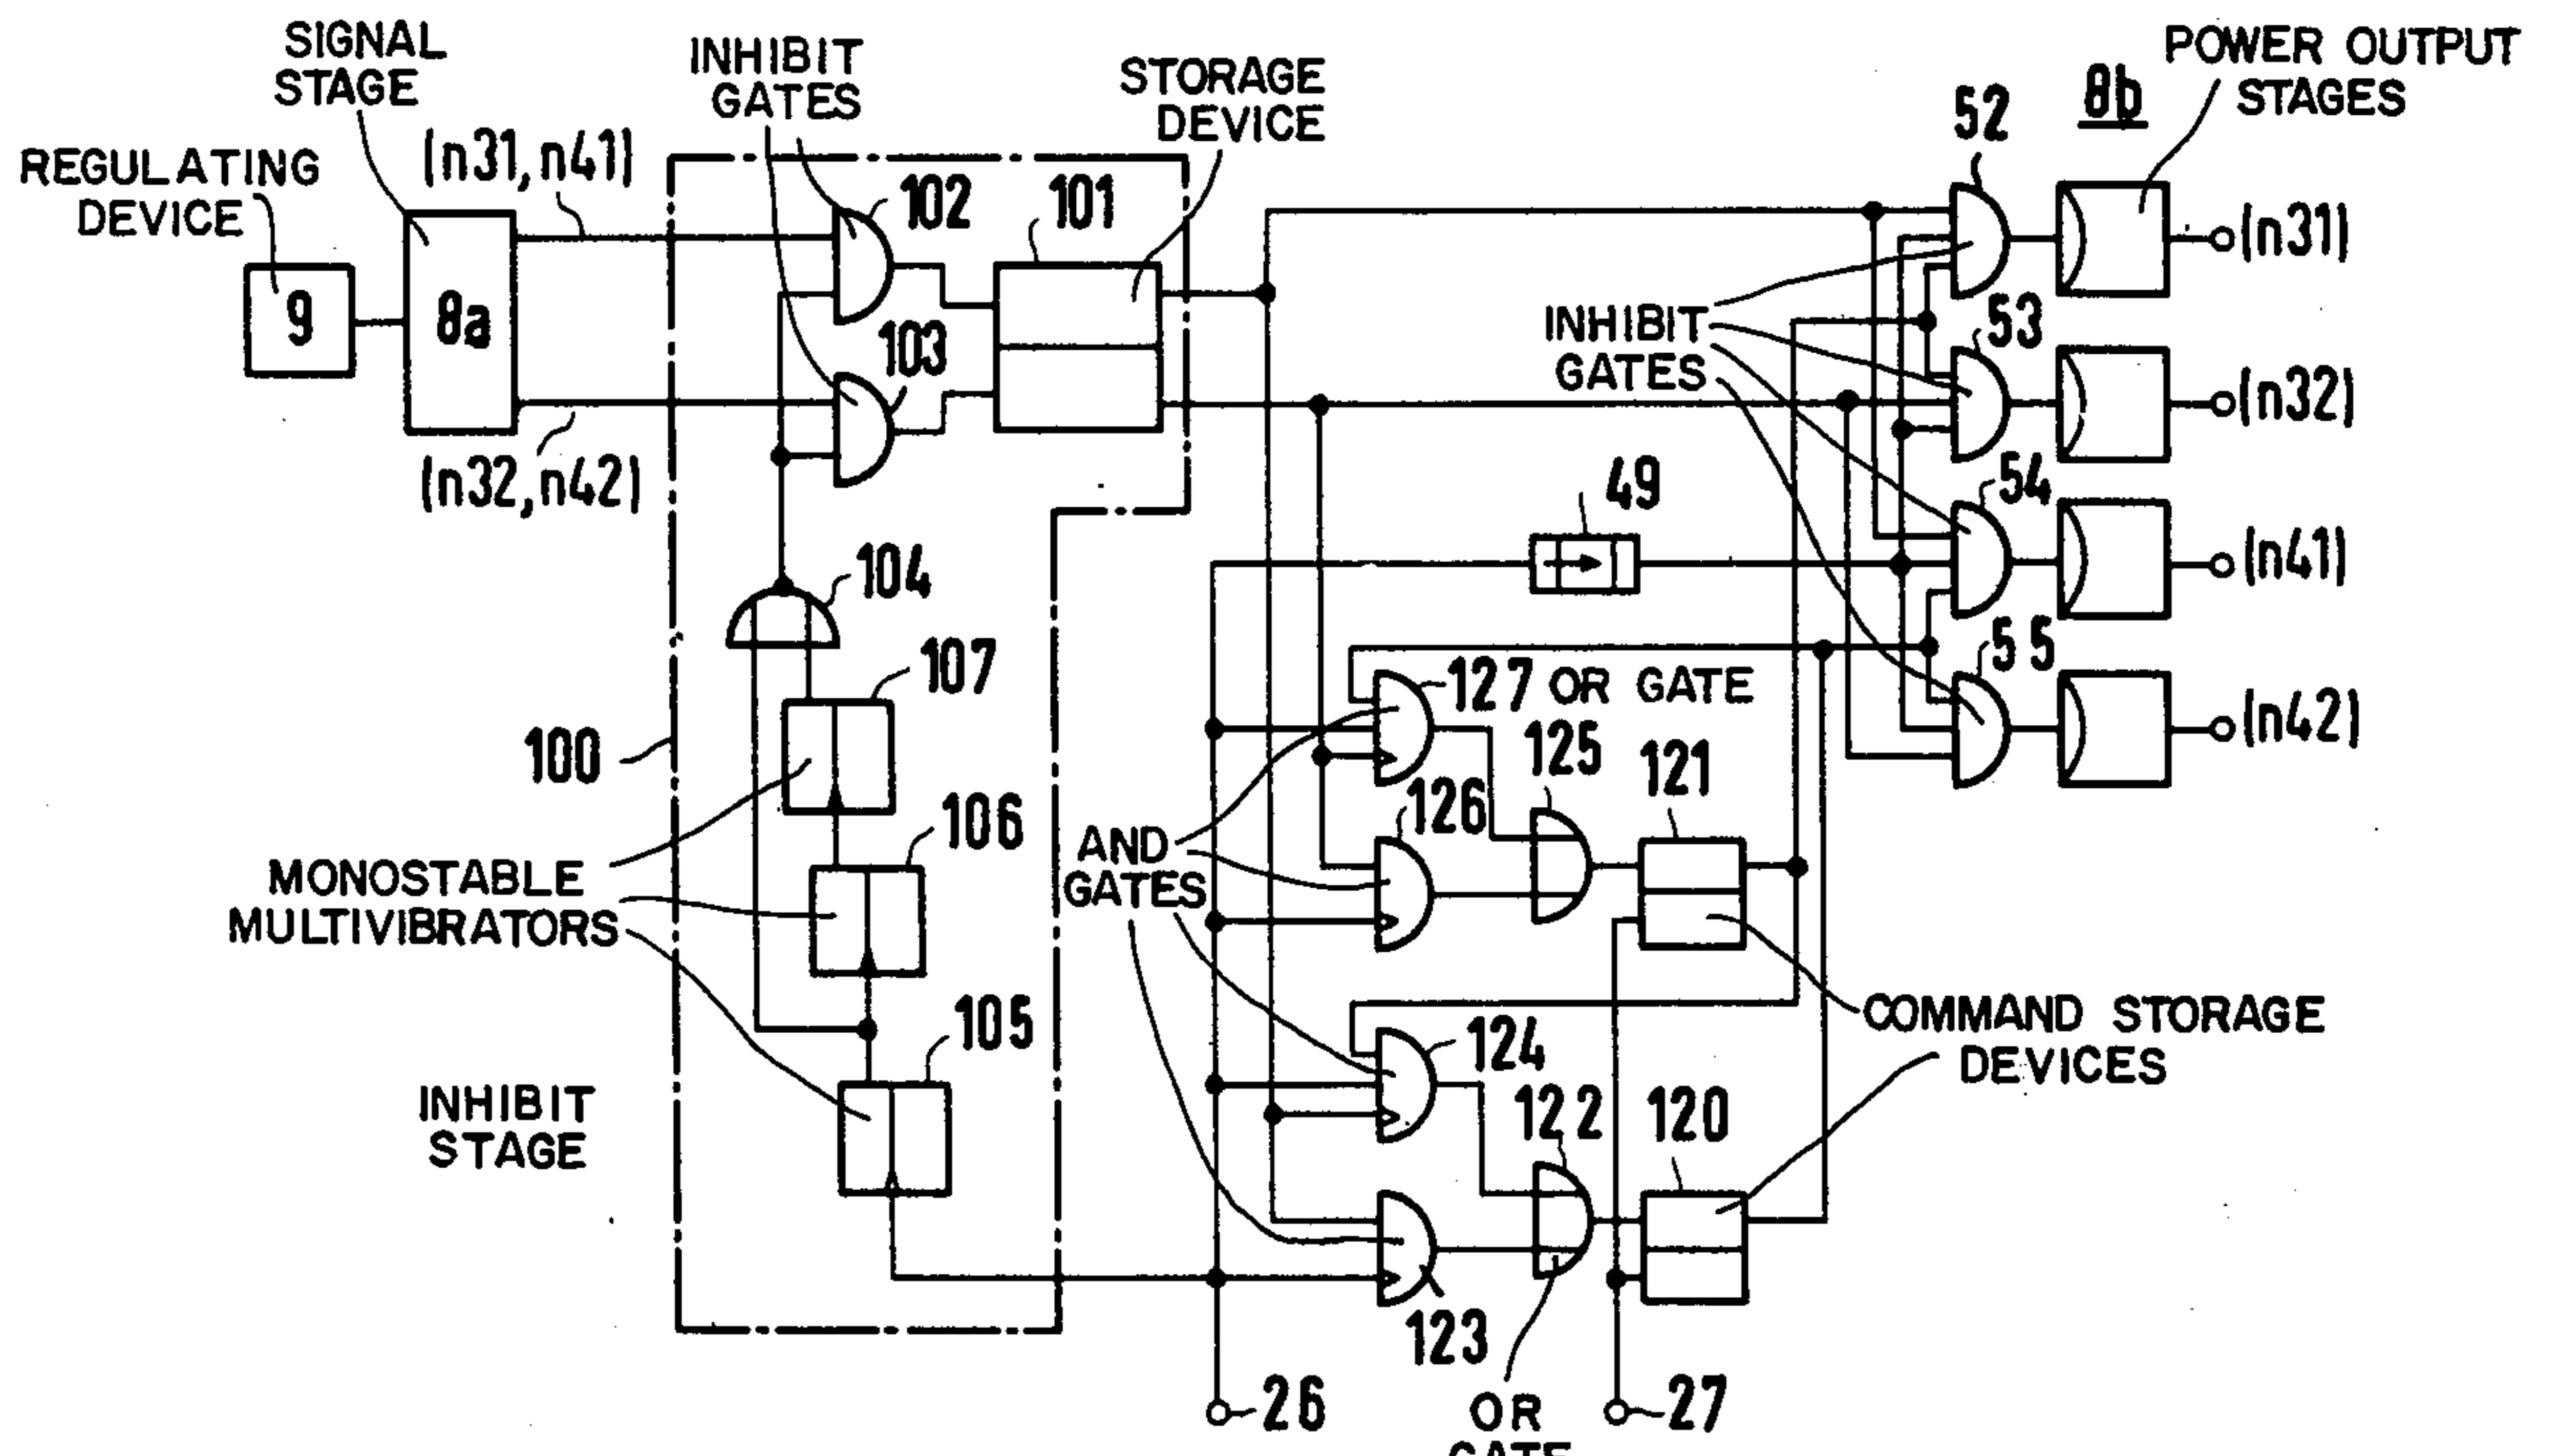 SIGNAL
STAGE
INHIBIT
GATES
STORAGE
DEVICE
POWER OUTPUT
STAGES
8b
52
REGULATING
DEVICE
(n31,n41)
102
101
(n31)
9
8a
103
INHIBIT
GATES
53
(n32)
(n32,n42)
49
54
(n41)
104
55
107
127 OR GATE
(n42)
100
125
121
106
126
AND
GATES
MONOSTABLE
MULTIVIBRATORS
105
124
COMMAND STORAGE
DEVICES
INHIBIT
STAGE
122
120
123
26
27
OR
GATE